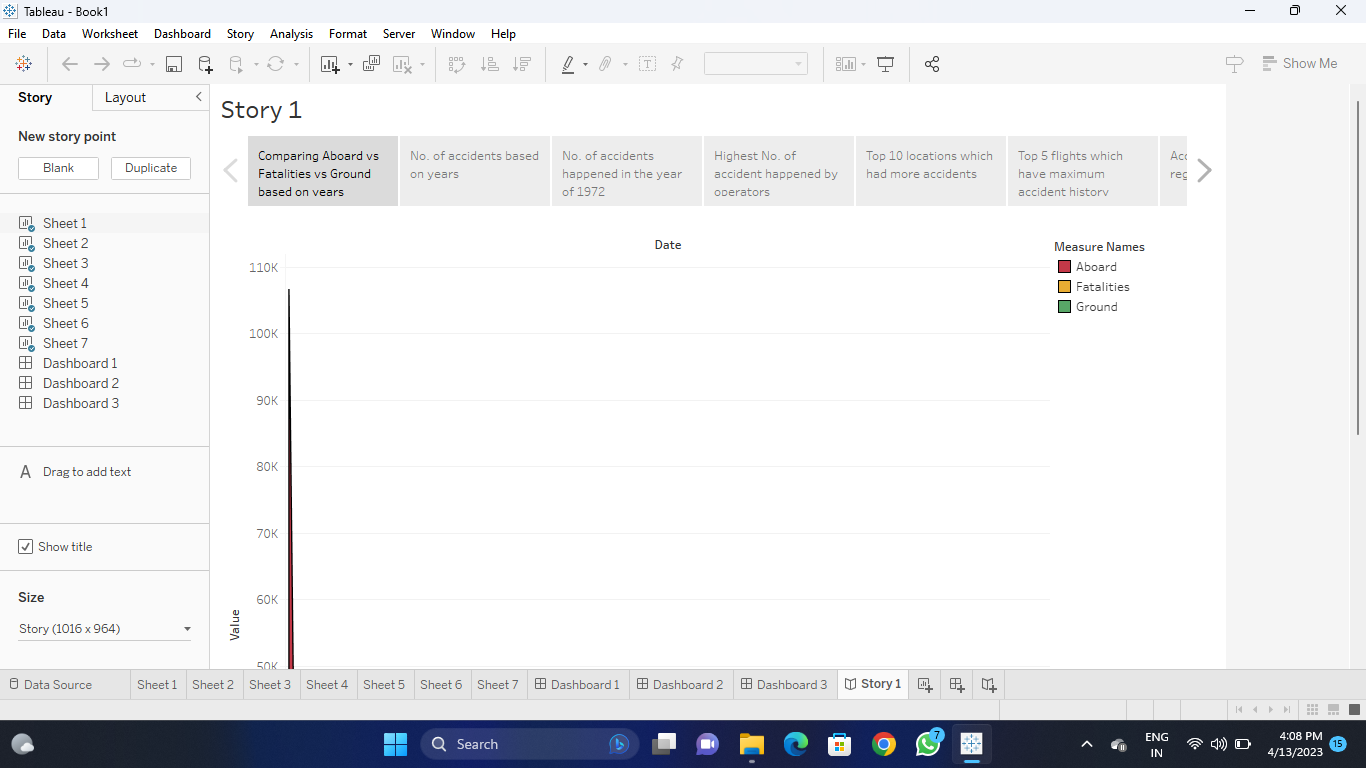 Tableau - Book1
File Data Worksheet Dashboard Story Analysis Format Server Window Help
Show Me
Story Layout
New story point
Blank Duplicate
Sheet 1
Sheet 2
Sheet 3
Sheet 4
Sheet 5
Sheet 6
Sheet 7
Dashboard 1
Dashboard 2
Dashboard 3
A Drag to add text
Show title
Size
Story (1016 x 964)
Story 1
Comparing Aboard vs
Fatalities vs Ground
based on years
No. of accidents based
on years
No. of accidents
happened in the year
of 1972
Highest No. of
accident happened by
operators
Top 10 locations which
had more accidents
Top 5 flights which
have maximum
accident history
Date
110K
100K
90K
80K
70K
60K
50K
Value
Measure Names
Aboard
Fatalities
Ground
Data Source Sheet 1 Sheet 2 Sheet 3 Sheet 4 Sheet 5 Sheet 6 Sheet 7 Dashboard 1 Dashboard 2 Dashboard 3 Story 1
Search
7
ENG
IN
4:08 PM
4/13/2023
15